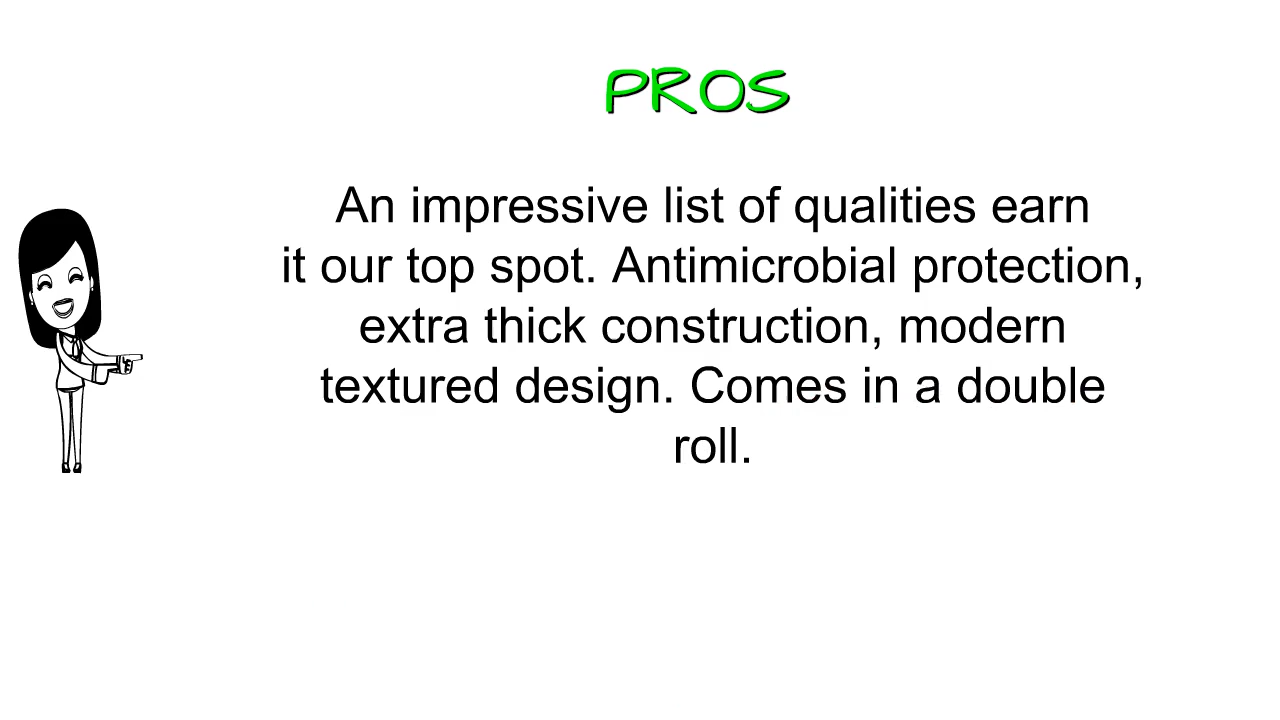 PROS
An impressive list of qualities earn
it our top spot. Antimicrobial protection,
extra thick construction, modern
textured design. Comes in a double
roll.